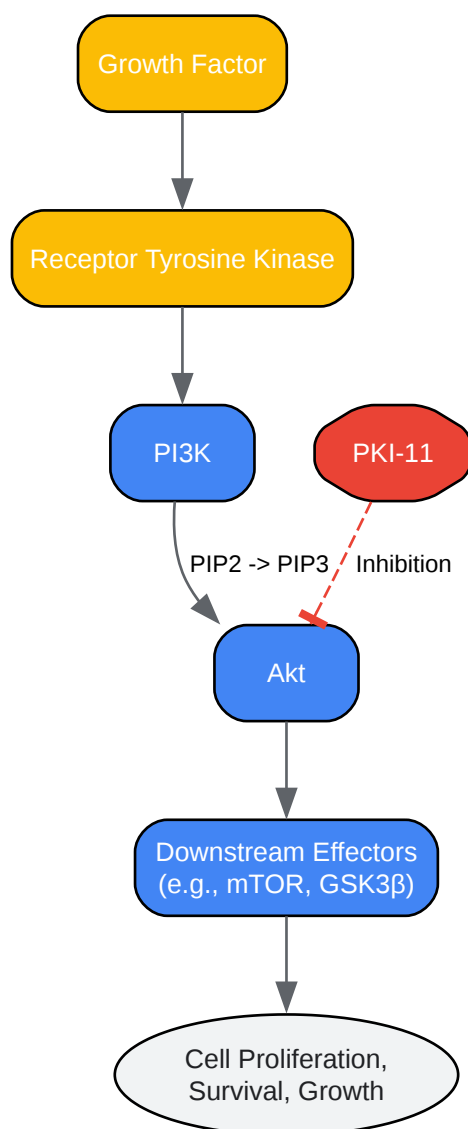 Growth Factor
Receptor Tyrosine Kinase
PI3K
PKI-11
PIP2 -> PIP3
Inhibition
Akt
Downstream Effectors
(e.g., mTOR, GSK3β)
Cell Proliferation,
Survival, Growth